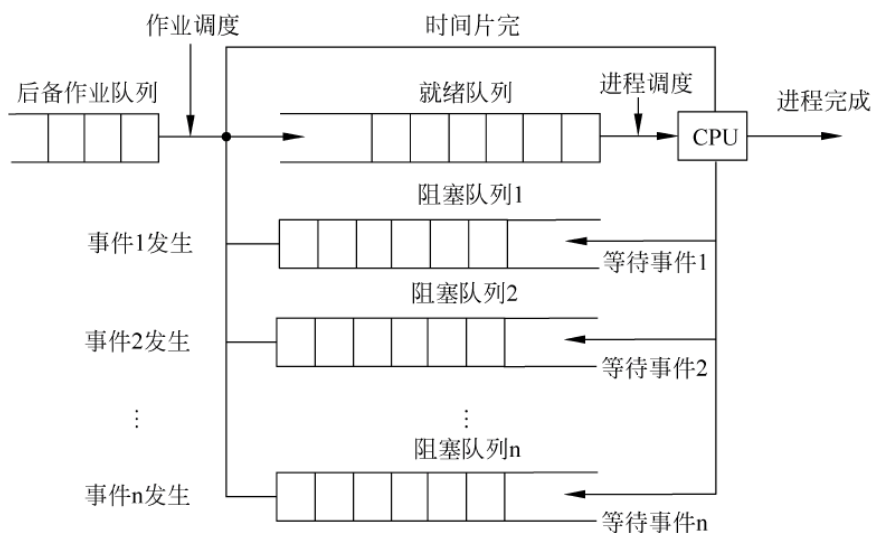 作业调度
时间片完
后备作业队列
就绪队列
进程调度
进程完成
CPU
阻塞队列1
事件1发生
等待事件1
阻塞队列2
事件2发生
等待事件2
⋮
⋮
阻塞队列n
事件n发生
等待事件n